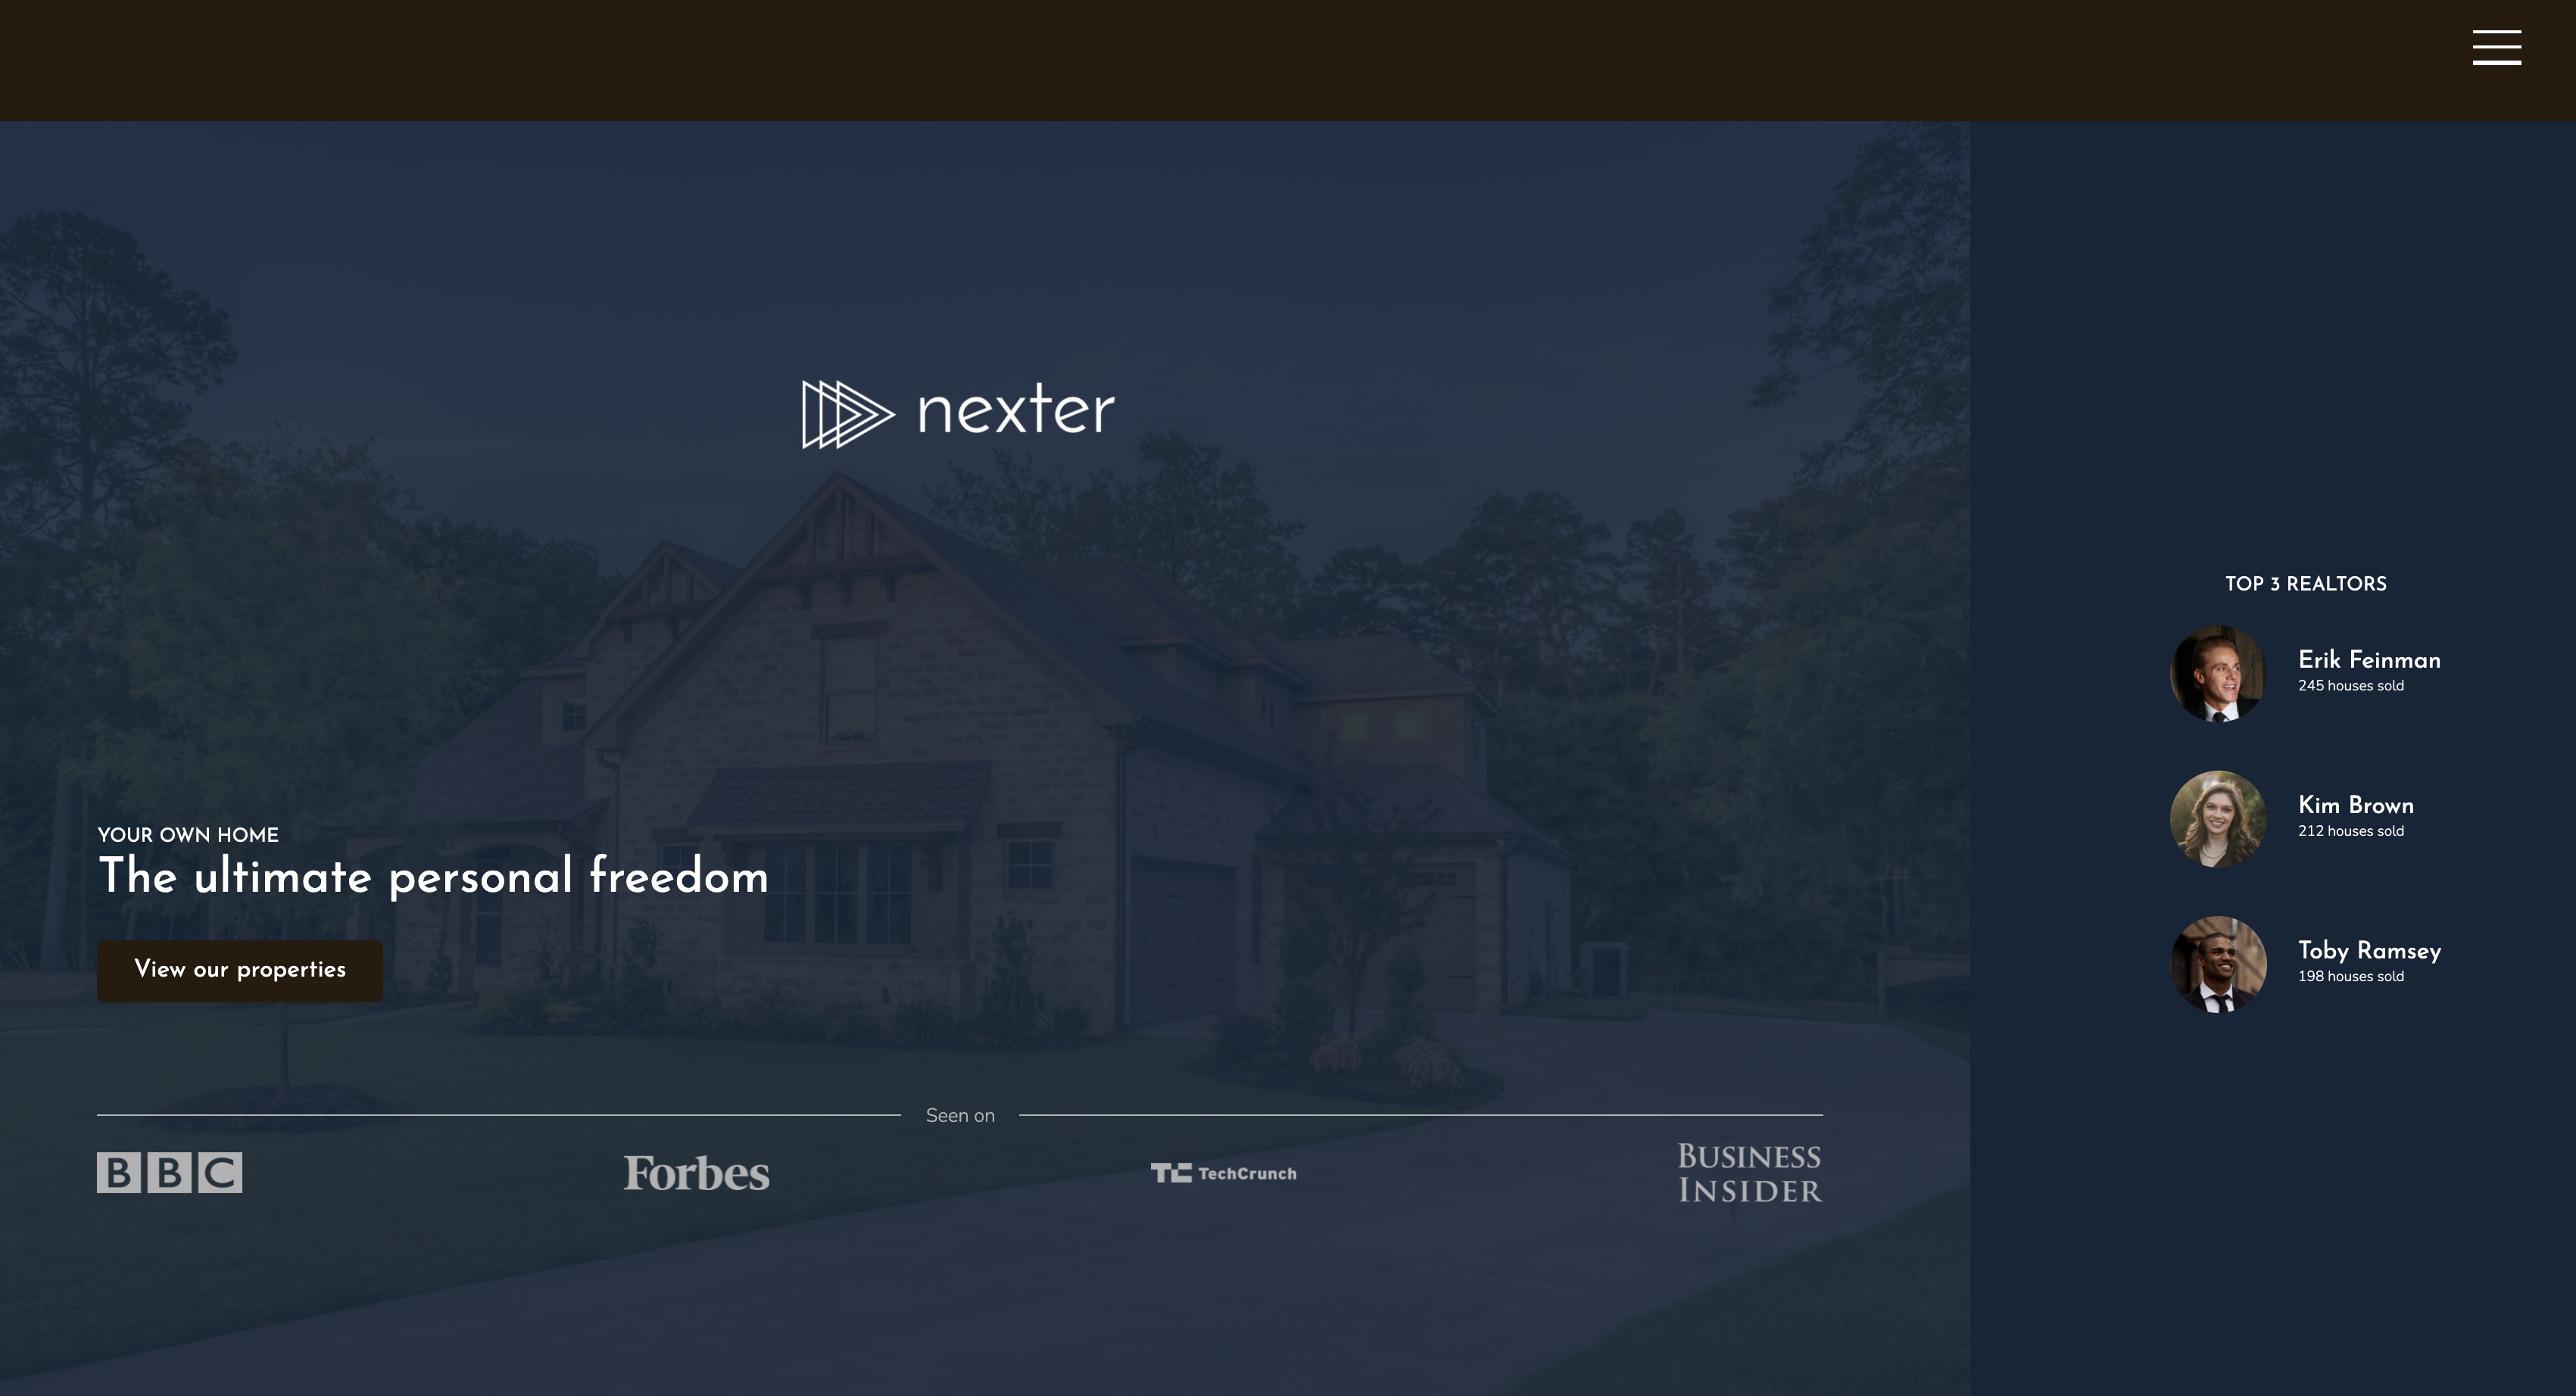 nexter
YOUR OWN HOME
The ultimate personal freedom
View our properties
Seen on
BBC
Forbes
TC TechCrunch
BUSINESS
INSIDER
TOP 3 REALTORS
Erik Feinman
245 houses sold
Kim Brown
212 houses sold
Toby Ramsey
198 houses sold